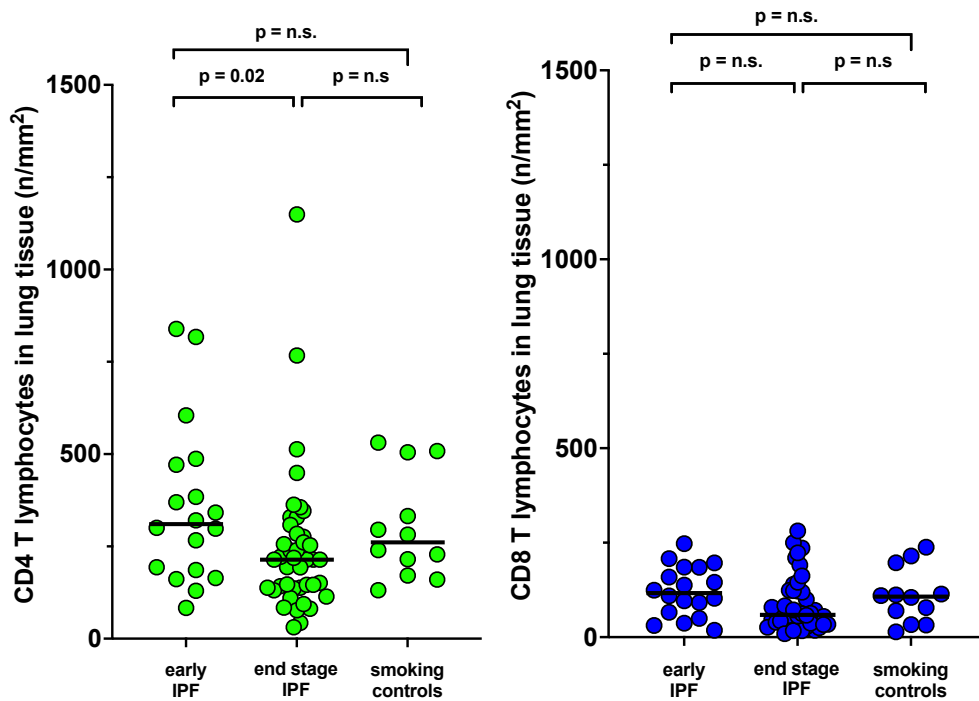 p = n.s.
p = 0.02
p = n.s
CD4 T lymphocytes in lung tissue (n/mm²)
1500
1000
500
0
early
IPF
end stage
IPF
smoking
controls
p = n.s.
p = n.s.
p = n.s
CD8 T lymphocytes in lung tissue (n/mm²)
1500
1000
500
0
early
IPF
end stage
IPF
smoking
controls